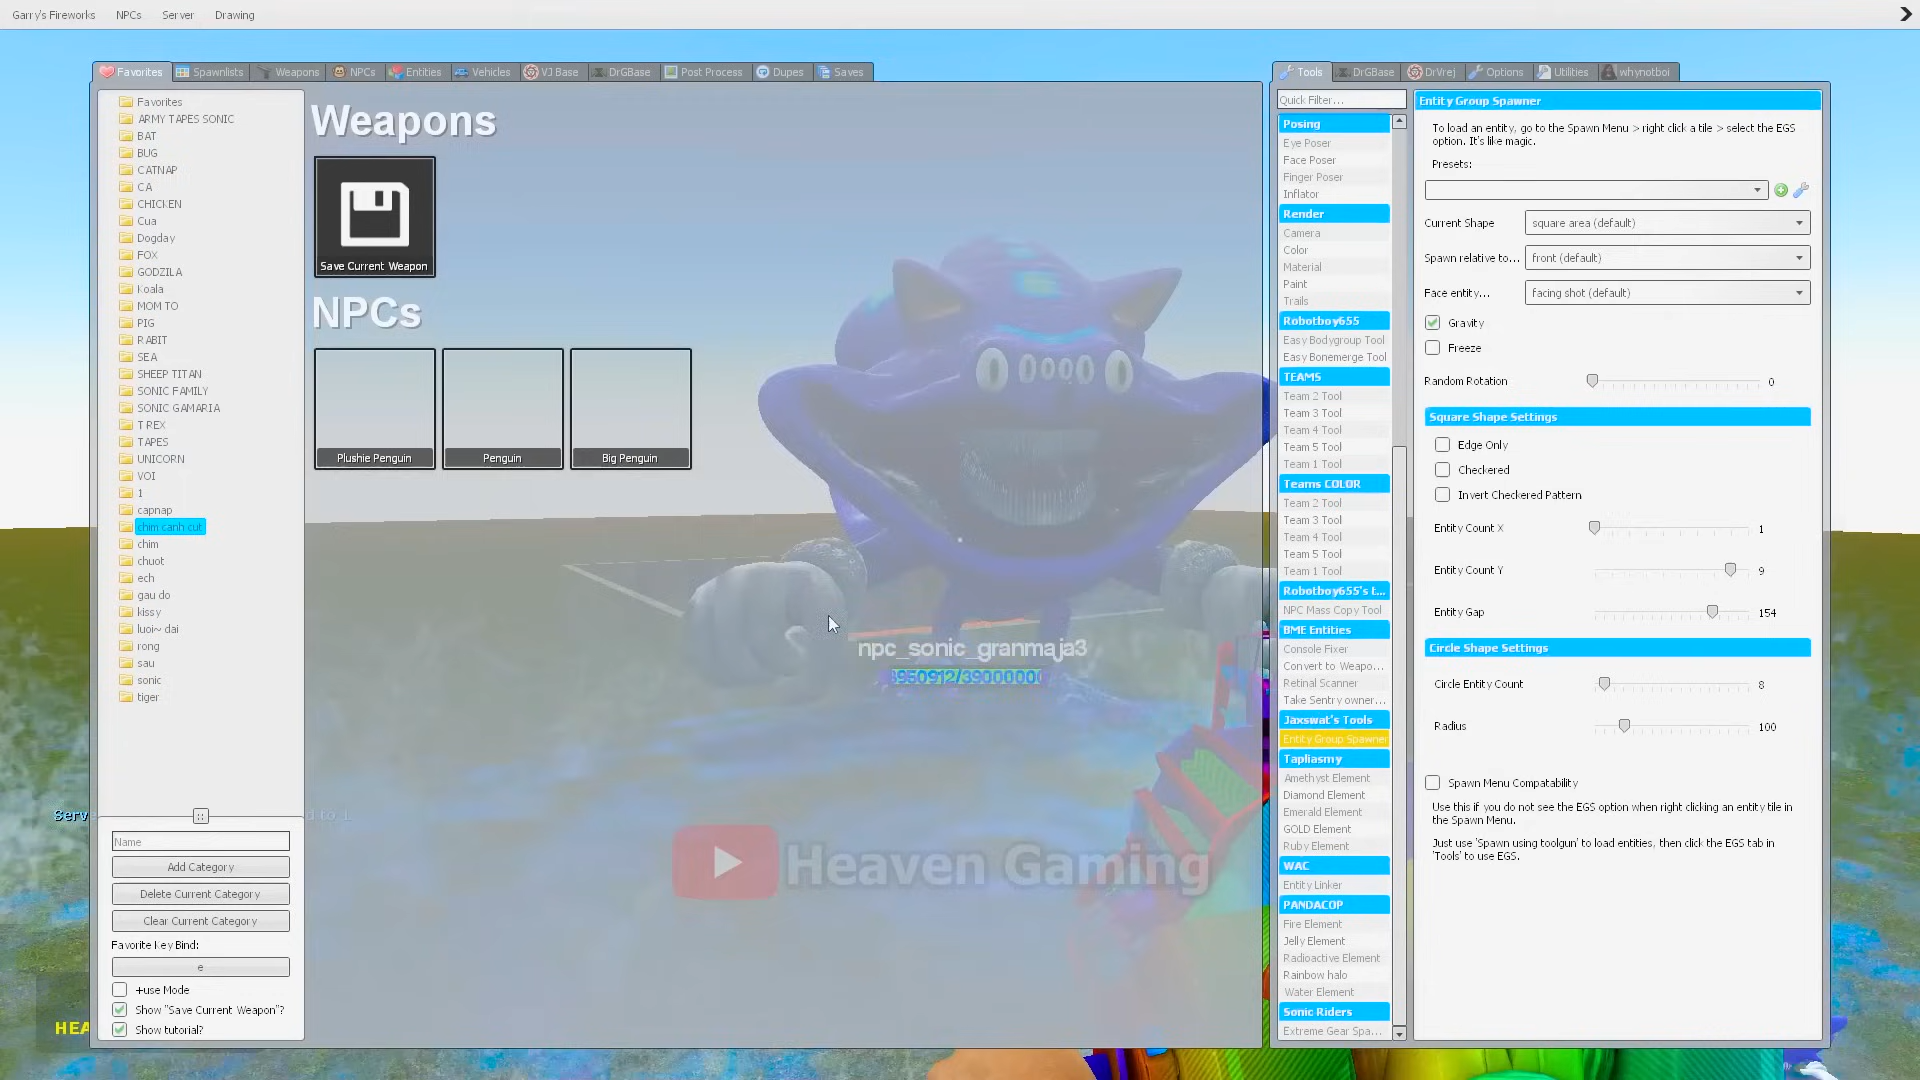 Garry's Fireworks NPCs Server Drawing
Favorites Spawnlists Weapons NPCs Entities Vehicles VJ Base DrGBase Post Process Dupes Saves
Favorites
ARMY TAPES SONIC
BAT
BUG
CATNAP
CA
CHICKEN
Cua
Dogday
FOX
GODZILA
Koala
MOM TO
PIG
RABIT
SEA
SHEEP TITAN
SONIC FAMILY
SONIC GAMARIA
T REX
TAPES
UNICORN
VOI
1
capnap
chim canh cut
chim
chuot
ech
gau do
kissy
luoi~ dai
rong
sau
sonic
tiger
Name
Add Category
Delete Current Category
Clear Current Category
Favorite Key Bind:
e
+use Mode
Show "Save Current Weapon"?
Show tutorial?
Serv
d to 1
HEA
Weapons
Save Current Weapon
NPCs
Plushie Penguin Penguin Big Penguin
npc_sonic_granmaja3
Heaven Gaming
Tools DrGBase DrVrej Options Utilities whynotboi
Quick Filter...
Posing
Eye Poser
Face Poser
Finger Poser
Inflator
Render
Camera
Color
Material
Paint
Trails
Robotboy655
Easy Bodygroup Tool
Easy Bonemerge Tool
TEAMS
Team 2 Tool
Team 3 Tool
Team 4 Tool
Team 5 Tool
Team 1 Tool
Teams COLOR
Team 2 Tool
Team 3 Tool
Team 4 Tool
Team 5 Tool
Team 1 Tool
Robotboy655's t...
NPC Mass Copy Tool
BME Entities
Console Fixer
Convert to Weapo...
Retinal Scanner
Take Sentry owner...
Jaxswat's Tools
Entity Group Spawner
Tapliasmy
Amethyst Element
Diamond Element
Emerald Element
GOLD Element
Ruby Element
WAC
Entity Linker
PANDACOP
Fire Element
Jelly Element
Radioactive Element
Rainbow halo
Water Element
Sonic Riders
Extreme Gear Spa...
Entity Group Spawner
To load an entity, go to the Spawn Menu > right click a tile > select the EGS
option. It's like magic.
Presets:
Current Shape square area (default)
Spawn relative to... front (default)
Face entity... facing shot (default)
Gravity
Freeze
Random Rotation 0
Square Shape Settings
Edge Only
Checkered
Invert Checkered Pattern
Entity Count X 1
Entity Count Y 9
Entity Gap 154
Circle Shape Settings
Circle Entity Count 8
Radius 100
Spawn Menu Compatability
Use this if you do not see the EGS option when right clicking an entity tile in
the Spawn Menu.
Just use 'Spawn using toolgun' to load entities, then click the EGS tab in
'Tools' to use EGS.